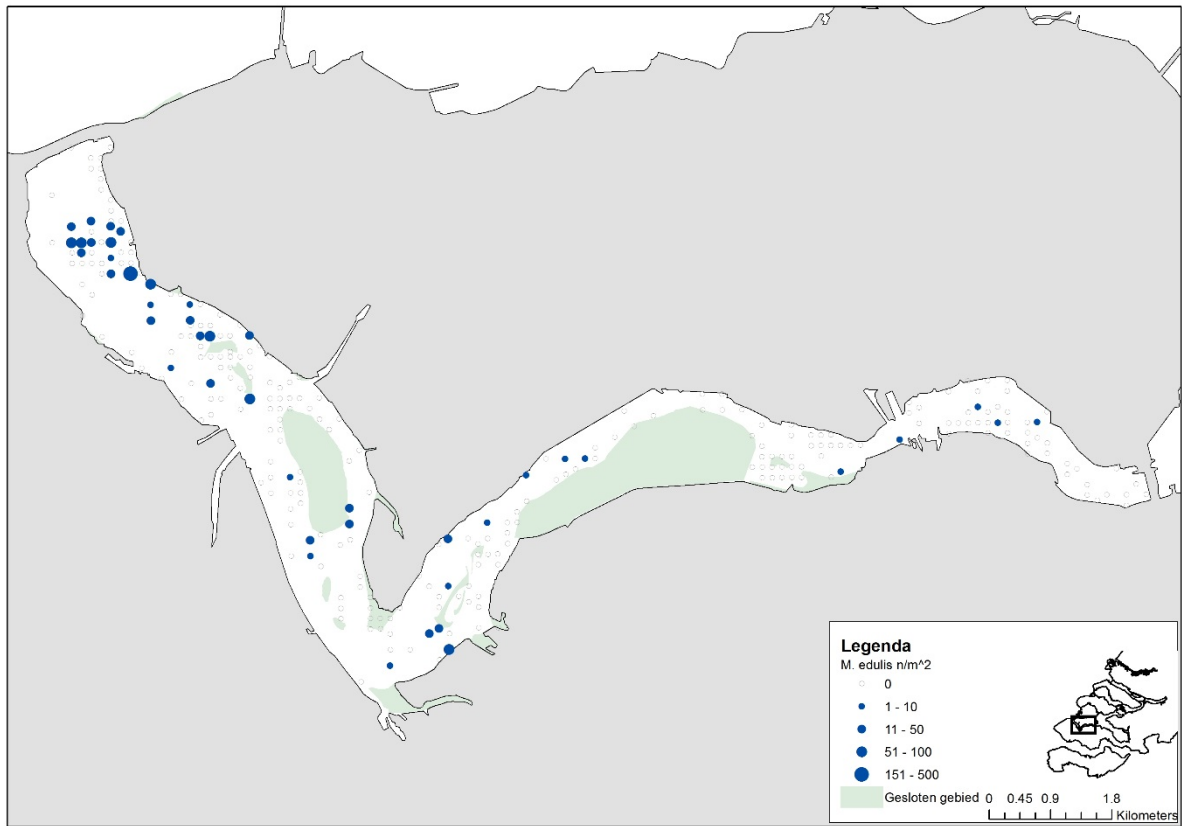 Legenda
M. edulis n/m^2
0
1 - 10
11 - 50
51 - 100
151 - 500
Gesloten gebied
0 0.45 0.9 1.8
Kilometers